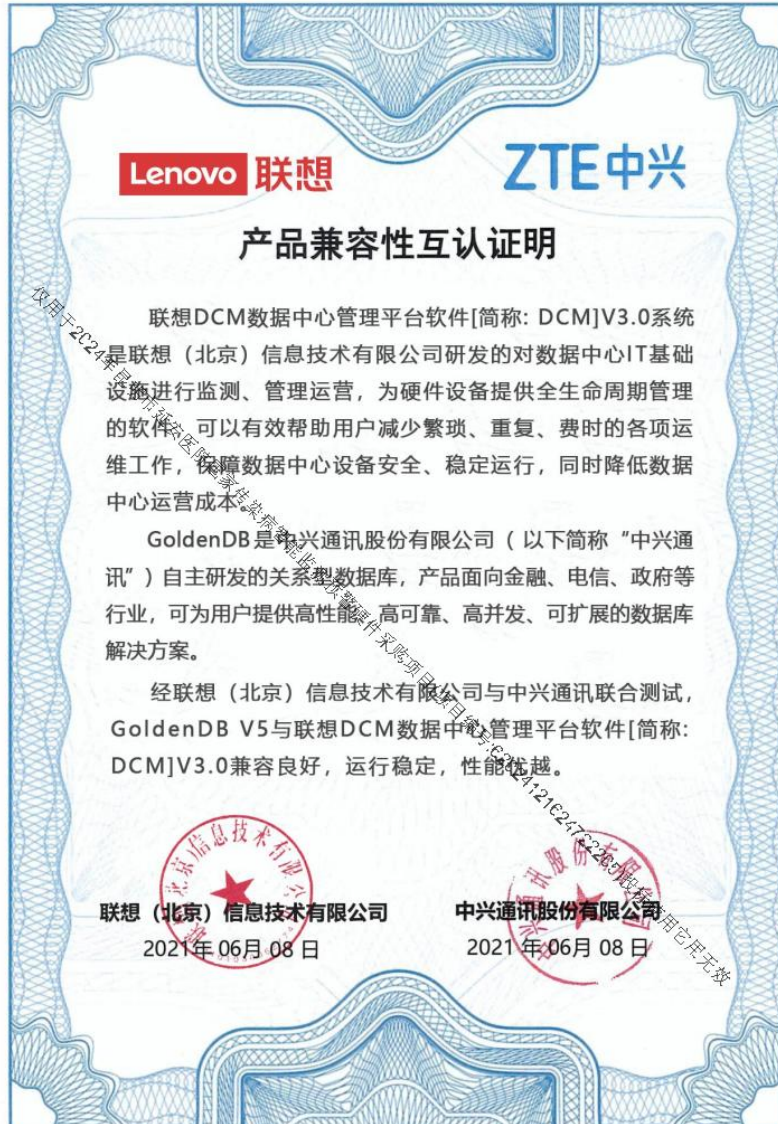 Lenovo 联想
ZTE中兴
产品兼容性互认证明
联想DCM数据中心管理平台软件[简称: DCM]V3.0系统
是联想（北京）信息技术有限公司研发的对数据中心IT基础
设施进行监测、管理运营，为硬件设备提供全生命周期管理
的软件，可以有效帮助用户减少繁琐、重复、费时的各项运
维工作，保障数据中心设备安全、稳定运行，同时降低数据
中心运营成本。
GoldenDB是中兴通讯股份有限公司（以下简称“中兴通
讯”）自主研发的关系型数据库，产品面向金融、电信、政府等
行业，可为用户提供高性能、高可靠、高并发、可扩展的数据库
解决方案。
经联想（北京）信息技术有限公司与中兴通讯联合测试，
GoldenDB V5与联想DCM数据中心管理平台软件[简称:
DCM]V3.0兼容良好，运行稳定，性能优越。
联想（北京）信息技术有限公司
2021年 06月 08 日
中兴通讯股份有限公司
2021 年 06月 08 日